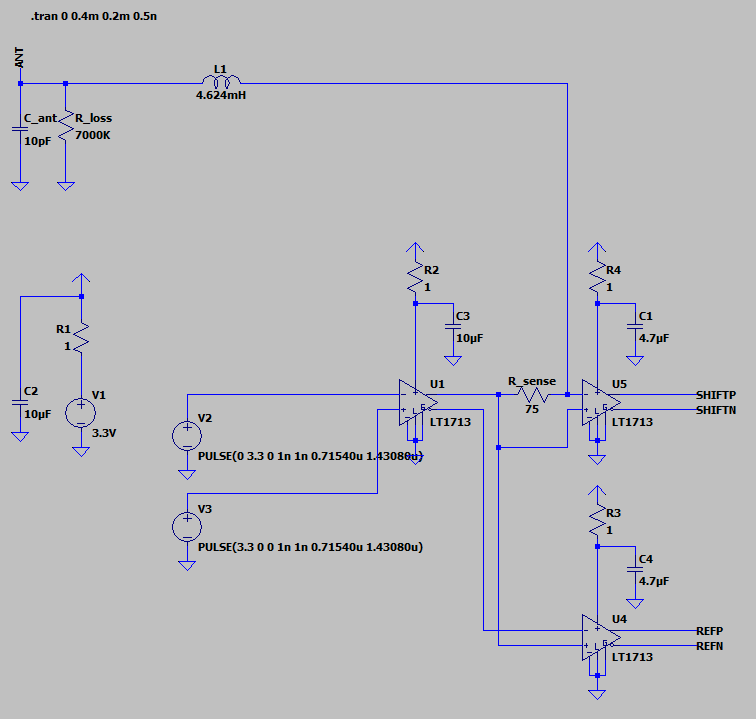 .tran 0 0.4m 0.2m 0.5n
ANT
L1
4.624mH
C_ant
10pF
R_loss
7000K
R2
1
C3
10µF
R4
1
C1
4.7µF
R1
1
C2
10µF
V1
3.3V
V2
PULSE(0 3.3 0 1n 1n 0.71540u 1.43080u)
V3
PULSE(3.3 0 0 1n 1n 0.71540u 1.43080u)
U1
LT1713
R_sense
75
U5
LT1713
SHIFTP
SHIFTN
R3
1
C4
4.7µF
U4
LT1713
REFP
REFN